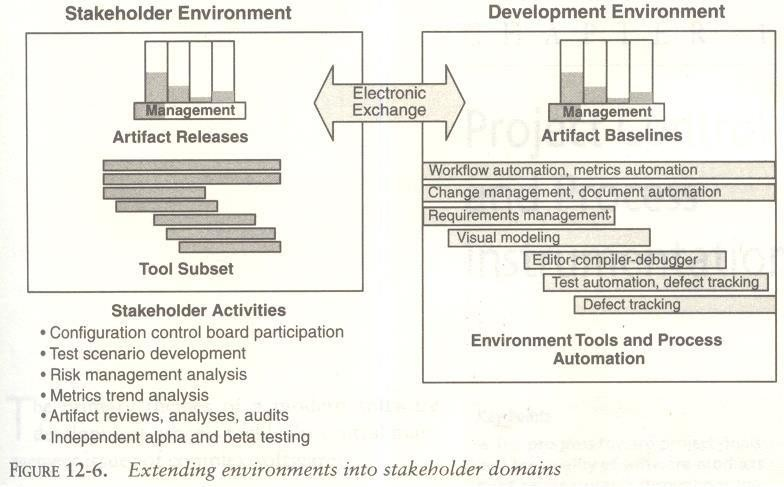 Stakeholder Environment
Management
Artifact Releases
Tool Subset
Stakeholder Activities
• Configuration control board participation
• Test scenario development
• Risk management analysis
• Metrics trend analysis
• Artifact reviews, analyses, audits
• Independent alpha and beta testing
Electronic
Exchange
Development Environment
Management
Artifact Baselines
Workflow automation, metrics automation
Change management, document automation
Requirements management
Visual modeling
Editor-compiler-debugger
Test automation, defect tracking
Defect tracking
Environment Tools and Process
Automation
FIGURE 12-6. Extending environments into stakeholder domains